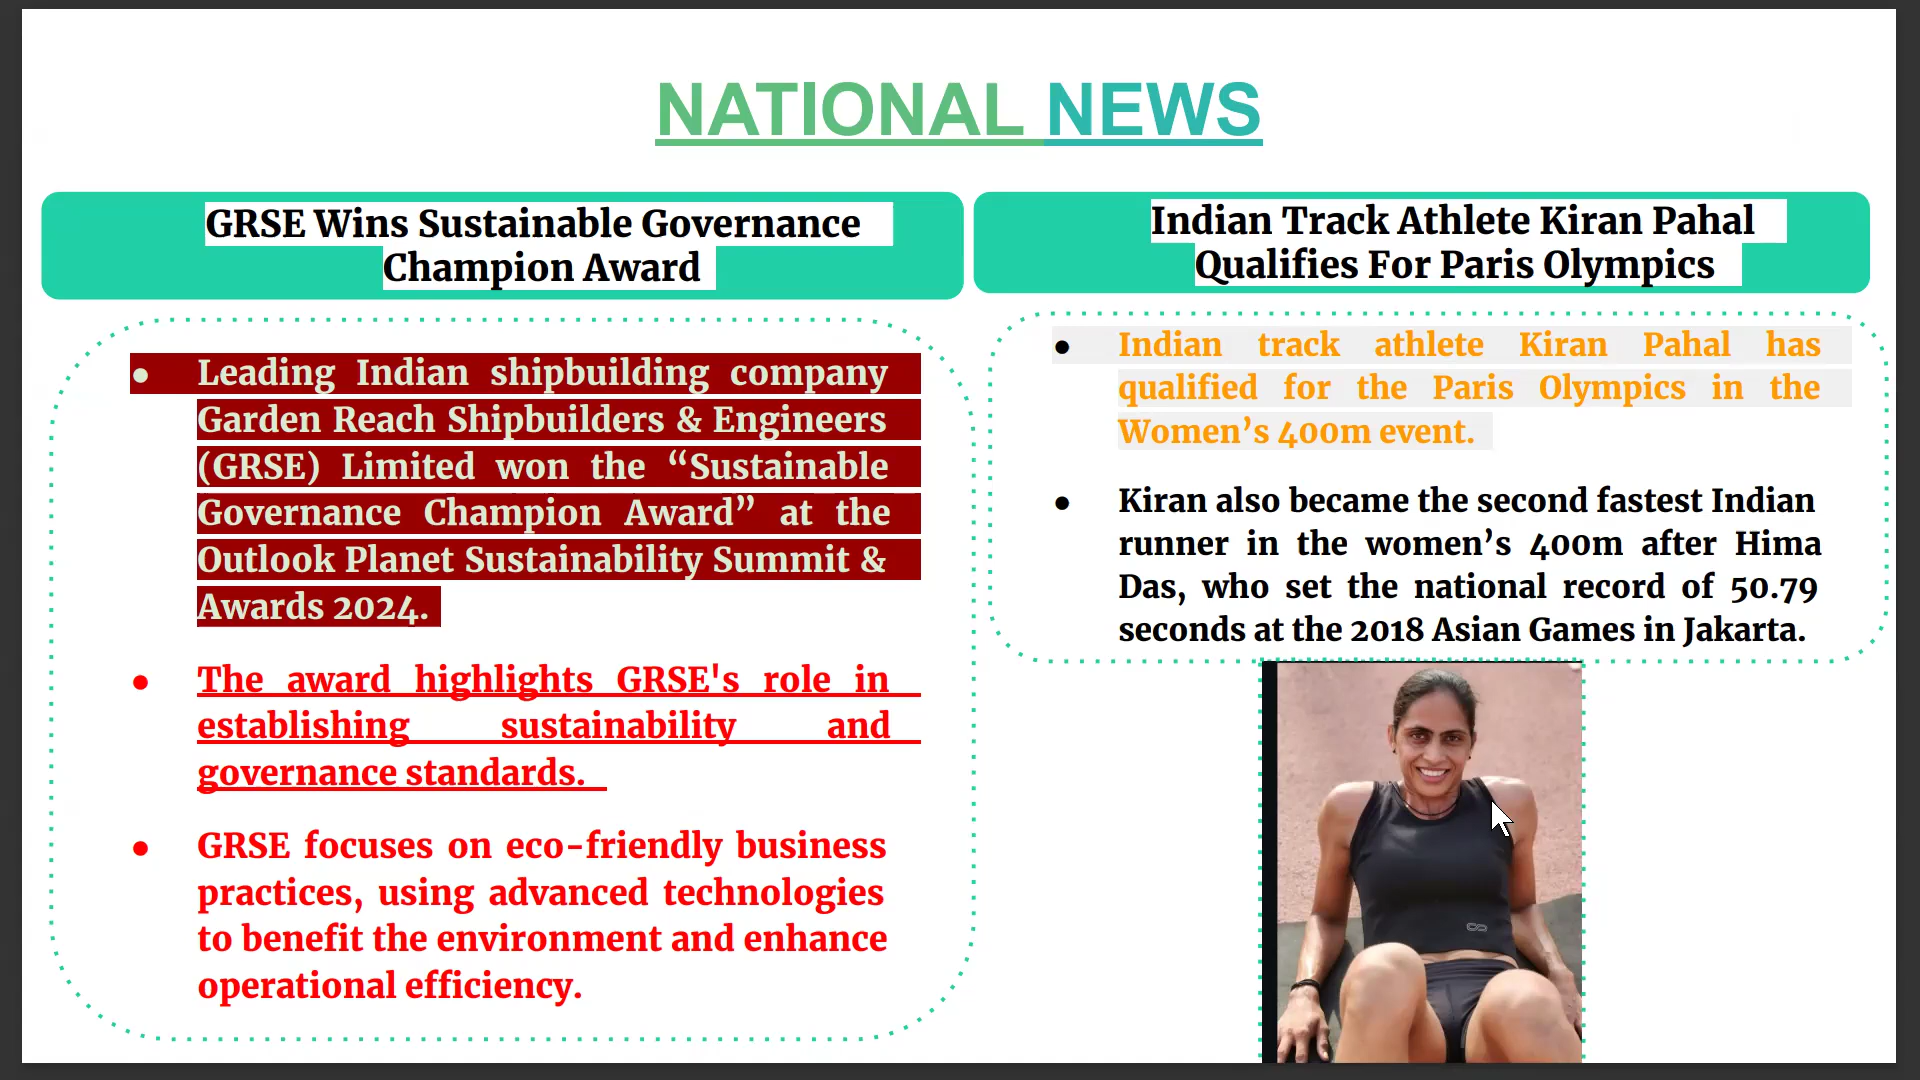 NATIONAL NEWS
GRSE Wins Sustainable Governance
Champion Award
● Leading Indian shipbuilding company
Garden Reach Shipbuilders & Engineers
(GRSE) Limited won the “Sustainable
Governance Champion Award” at the
Outlook Planet Sustainability Summit &
Awards 2024.
● The award highlights GRSE's role in
establishing sustainability and
governance standards.
● GRSE focuses on eco-friendly business
practices, using advanced technologies
to benefit the environment and enhance
operational efficiency.
Indian Track Athlete Kiran Pahal
Qualifies For Paris Olympics
● Indian track athlete Kiran Pahal has
qualified for the Paris Olympics in the
Women’s 400m event.
● Kiran also became the second fastest Indian
runner in the women’s 400m after Hima
Das, who set the national record of 50.79
seconds at the 2018 Asian Games in Jakarta.